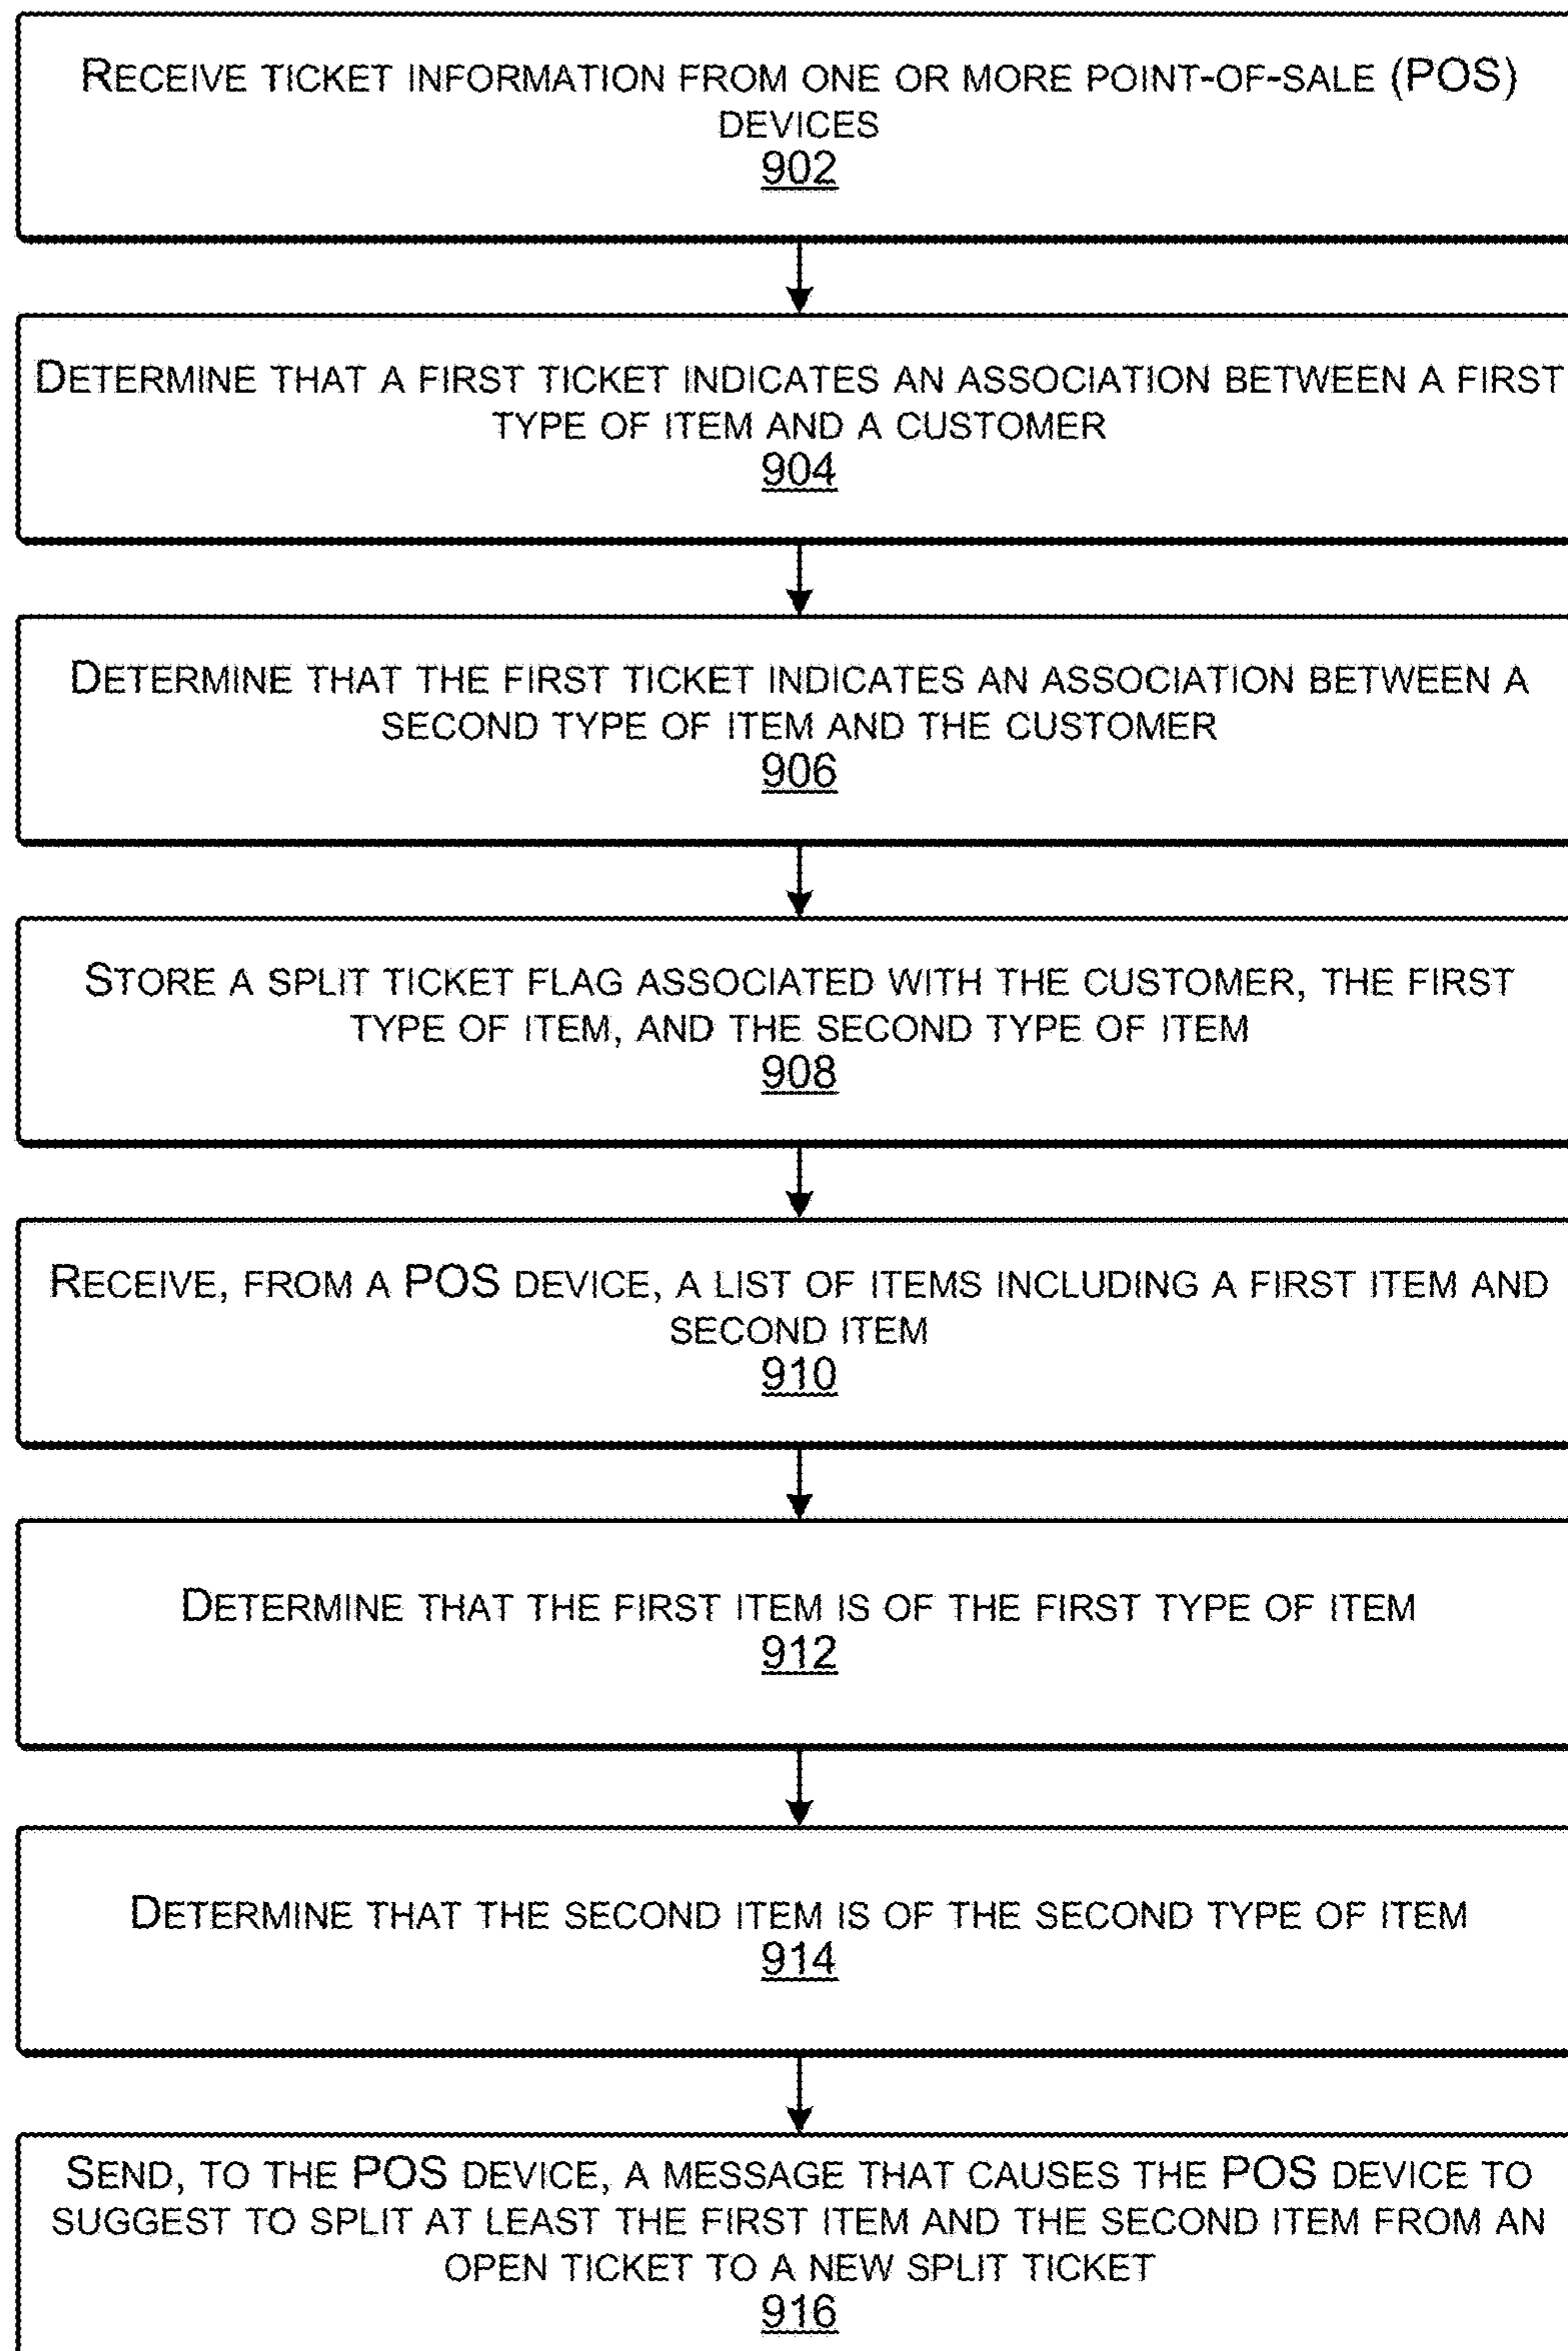 RECEIVE TICKET INFORMATION FROM ONE OR MORE POINT-OF-SALE (POS)
DEVICES
902
DETERMINE THAT A FIRST TICKET INDICATES AN ASSOCIATION BETWEEN A FIRST
TYPE OF ITEM AND A CUSTOMER
904
DETERMINE THAT THE FIRST TICKET INDICATES AN ASSOCIATION BETWEEN A
SECOND TYPE OF ITEM AND THE CUSTOMER
906
STORE A SPLIT TICKET FLAG ASSOCIATED WITH THE CUSTOMER, THE FIRST
TYPE OF ITEM, AND THE SECOND TYPE OF ITEM
908
RECEIVE, FROM A POS DEVICE, A LIST OF ITEMS INCLUDING A FIRST ITEM AND
SECOND ITEM
910
DETERMINE THAT THE FIRST ITEM IS OF THE FIRST TYPE OF ITEM
912
DETERMINE THAT THE SECOND ITEM IS OF THE SECOND TYPE OF ITEM
914
SEND, TO THE POS DEVICE, A MESSAGE THAT CAUSES THE POS DEVICE TO
SUGGEST TO SPLIT AT LEAST THE FIRST ITEM AND THE SECOND ITEM FROM AN
OPEN TICKET TO A NEW SPLIT TICKET
916